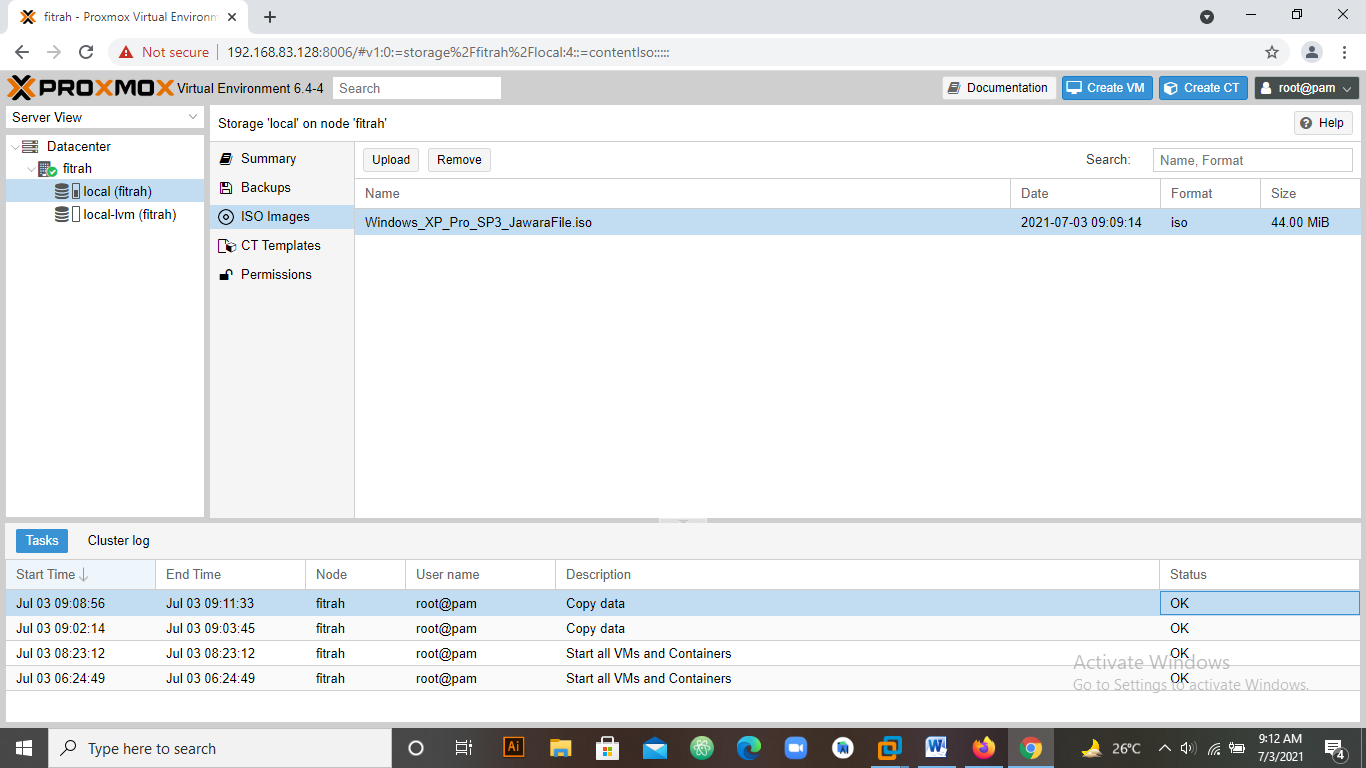 fitrah - Proxmox Virtual Environm
Not secure
192.168.83.128:8006/#v1:0:=storage%2Ffitrah%2Flocal:4::=contentIso:::::
PROXMOX Virtual Environment 6.4-4
Search
Documentation
Create VM
Create CT
root@pam
Server View
Datacenter
fitrah
local (fitrah)
local-lvm (fitrah)
Storage 'local' on node 'fitrah'
Help
Summary
Backups
ISO Images
CT Templates
Permissions
Upload
Remove
Search:
Name, Format
Name Date Format Size
Windows_XP_Pro_SP3_JawaraFile.iso 2021-07-03 09:09:14 iso 44.00 MiB
Tasks
Cluster log
Start Time End Time Node User name Description Status
Jul 03 09:08:56 Jul 03 09:11:33 fitrah root@pam Copy data OK
Jul 03 09:02:14 Jul 03 09:03:45 fitrah root@pam Copy data OK
Jul 03 08:23:12 Jul 03 08:23:12 fitrah root@pam Start all VMs and Containers OK
Jul 03 06:24:49 Jul 03 06:24:49 fitrah root@pam Start all VMs and Containers OK
Activate Windows
Go to Settings to activate Windows.
Type here to search
Ai
W
26°C
9:12 AM
7/3/2021
4